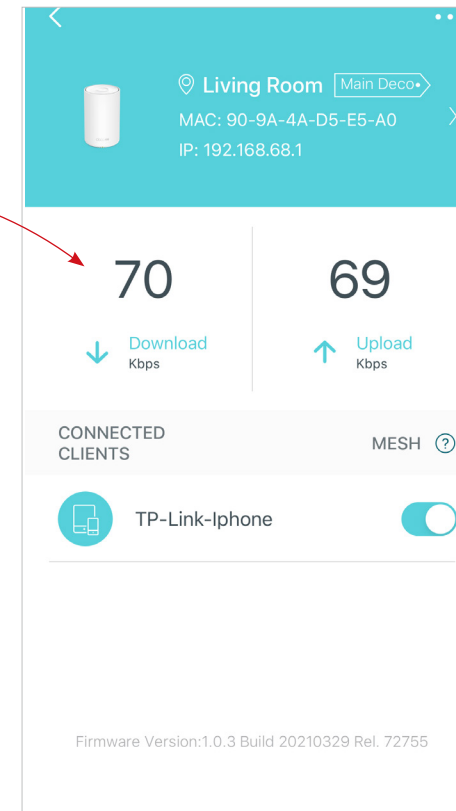 Living Room Main Deco
MAC: 90-9A-4A-D5-E5-A0
IP: 192.168.68.1
70 69
Download Upload
Kbps Kbps
CONNECTED
CLIENTS
MESH ?
TP-Link-Iphone
Firmware Version:1.0.3 Build 20210329 Rel. 72755